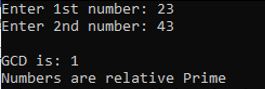 Enter 1st number: 23
Enter 2nd number: 43
GCD is: 1
Numbers are relative Prime